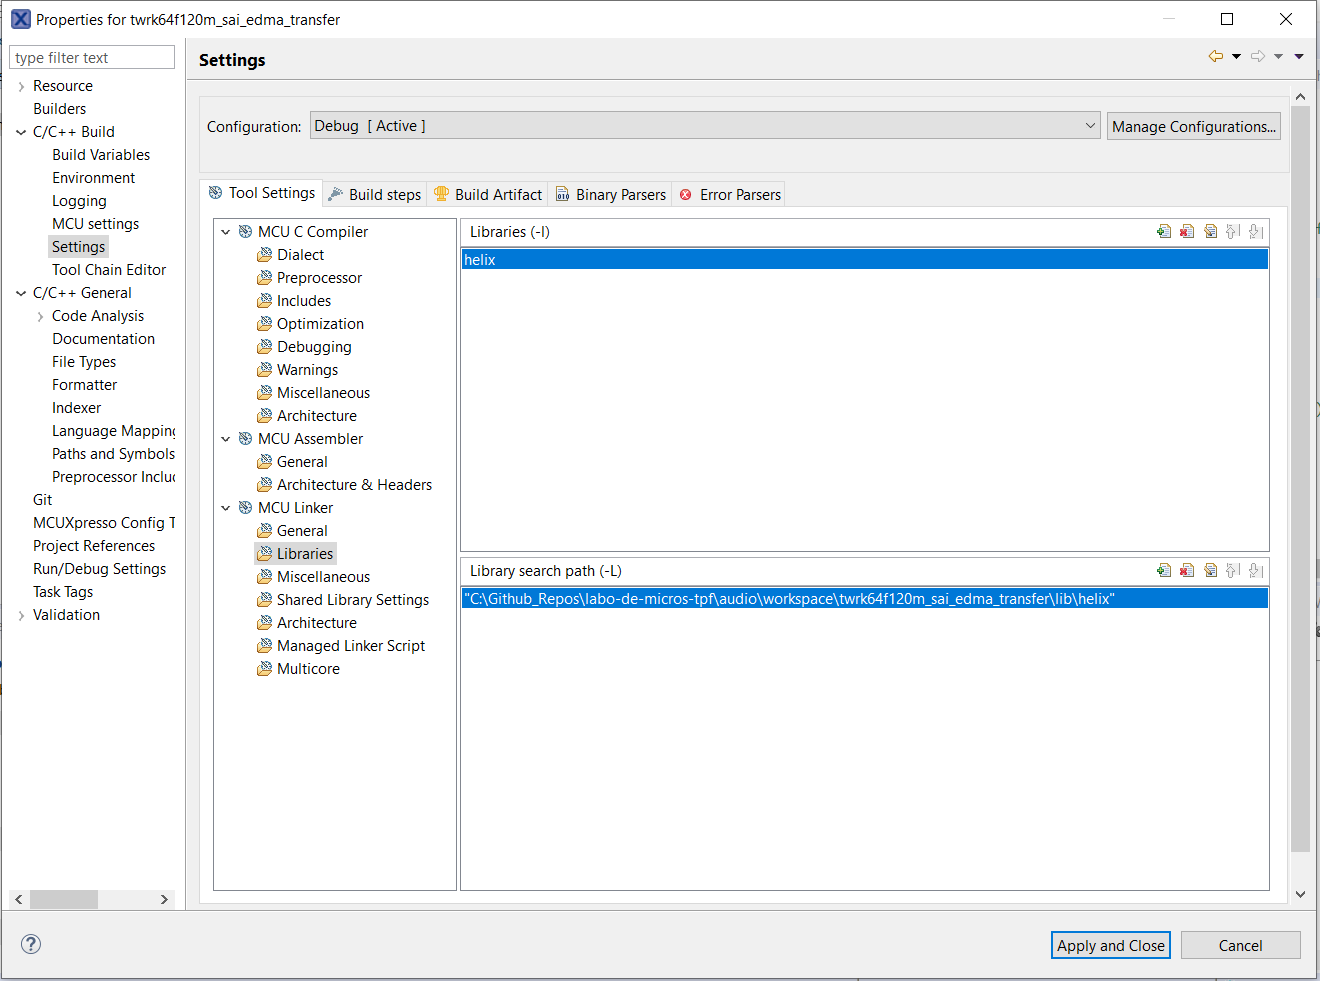 Properties for twrk64f120m_sai_edma_transfer
type filter text
Resource
Builders
C/C++ Build
Build Variables
Environment
Logging
MCU settings
Settings
Tool Chain Editor
C/C++ General
Code Analysis
Documentation
File Types
Formatter
Indexer
Language Mapping
Paths and Symbols
Preprocessor Inclu
Git
MCUXpresso Config T
Project References
Run/Debug Settings
Task Tags
Validation
Settings
Configuration:
Debug [ Active ]
Manage Configurations...
Tool Settings
Build steps
Build Artifact
Binary Parsers
Error Parsers
MCU C Compiler
Dialect
Preprocessor
Includes
Optimization
Debugging
Warnings
Miscellaneous
Architecture
MCU Assembler
General
Architecture & Headers
MCU Linker
General
Libraries
Miscellaneous
Shared Library Settings
Architecture
Managed Linker Script
Multicore
Libraries (-l)
helix
Library search path (-L)
"C:\Github_Repos\labo-de-micros-tpf\audio\workspace\twrk64f120m_sai_edma_transfer\lib\helix"
Apply and Close
Cancel